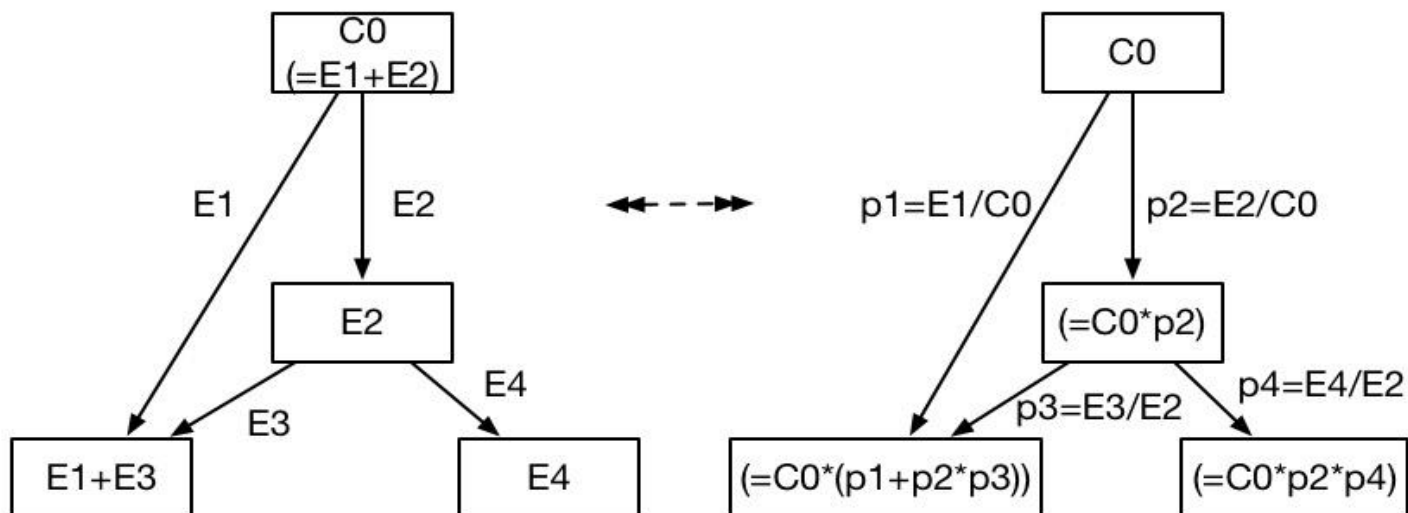 C0
(=E1+E2)
E1
E2
E2
E3
E4
E1+E3
E4
C0
p1=E1/C0
p2=E2/C0
(=C0*p2)
p3=E3/E2
p4=E4/E2
(=C0*(p1+p2*p3))
(=C0*p2*p4)